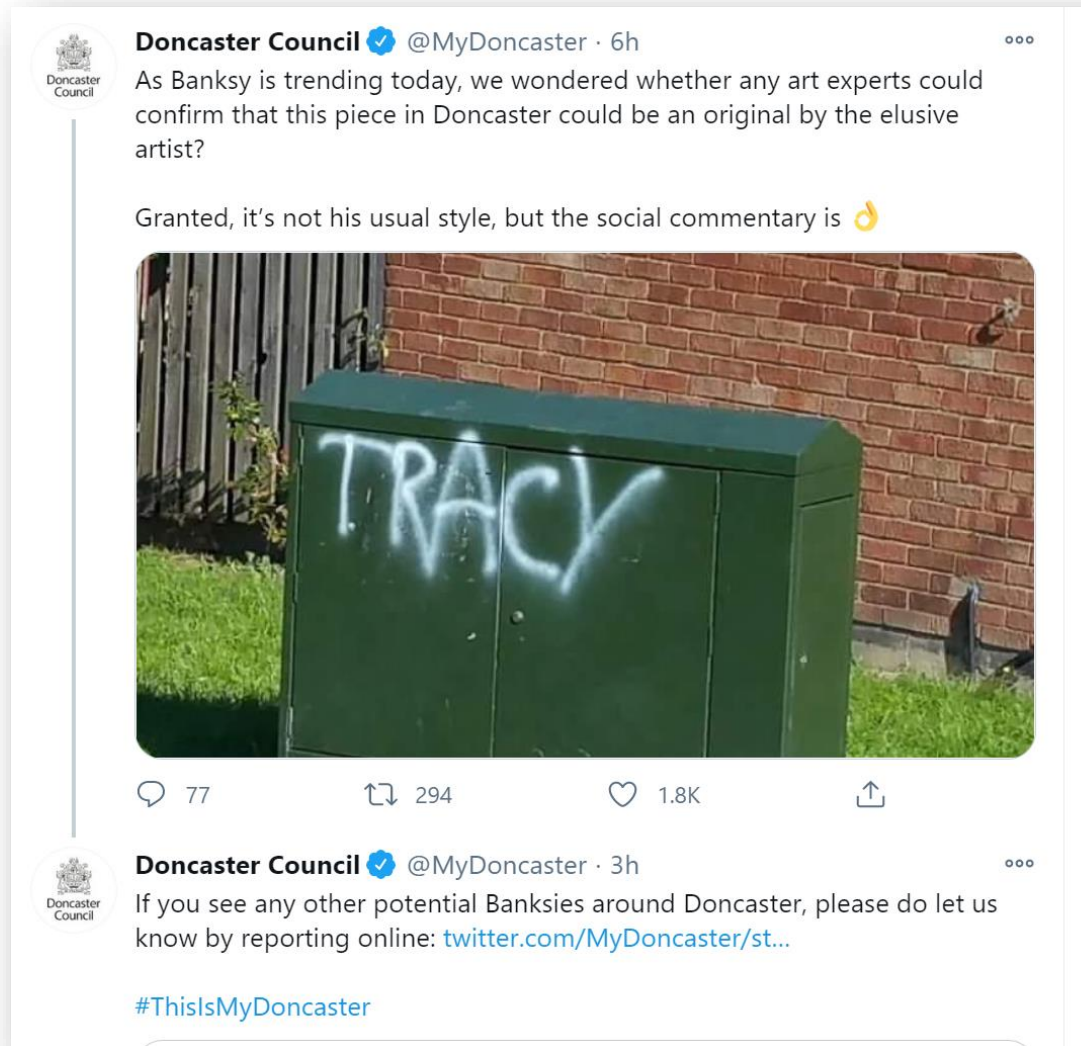 Doncaster Council @MyDoncaster · 6h
Doncaster
Council
As Banksy is trending today, we wondered whether any art experts could
confirm that this piece in Doncaster could be an original by the elusive
artist?
Granted, it’s not his usual style, but the social commentary is 👌
TRACY
77 294 1.8K
Doncaster Council @MyDoncaster · 3h
Doncaster
Council
If you see any other potential Banksies around Doncaster, please do let us
know by reporting online: twitter.com/MyDoncaster/st...
#ThisIsMyDoncaster